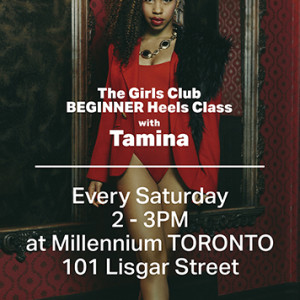 The Girls Club
BEGINNER Heels Class
with
Tamina
Every Saturday
2 - 3PM
at Millennium TORONTO
101 Lisgar Street